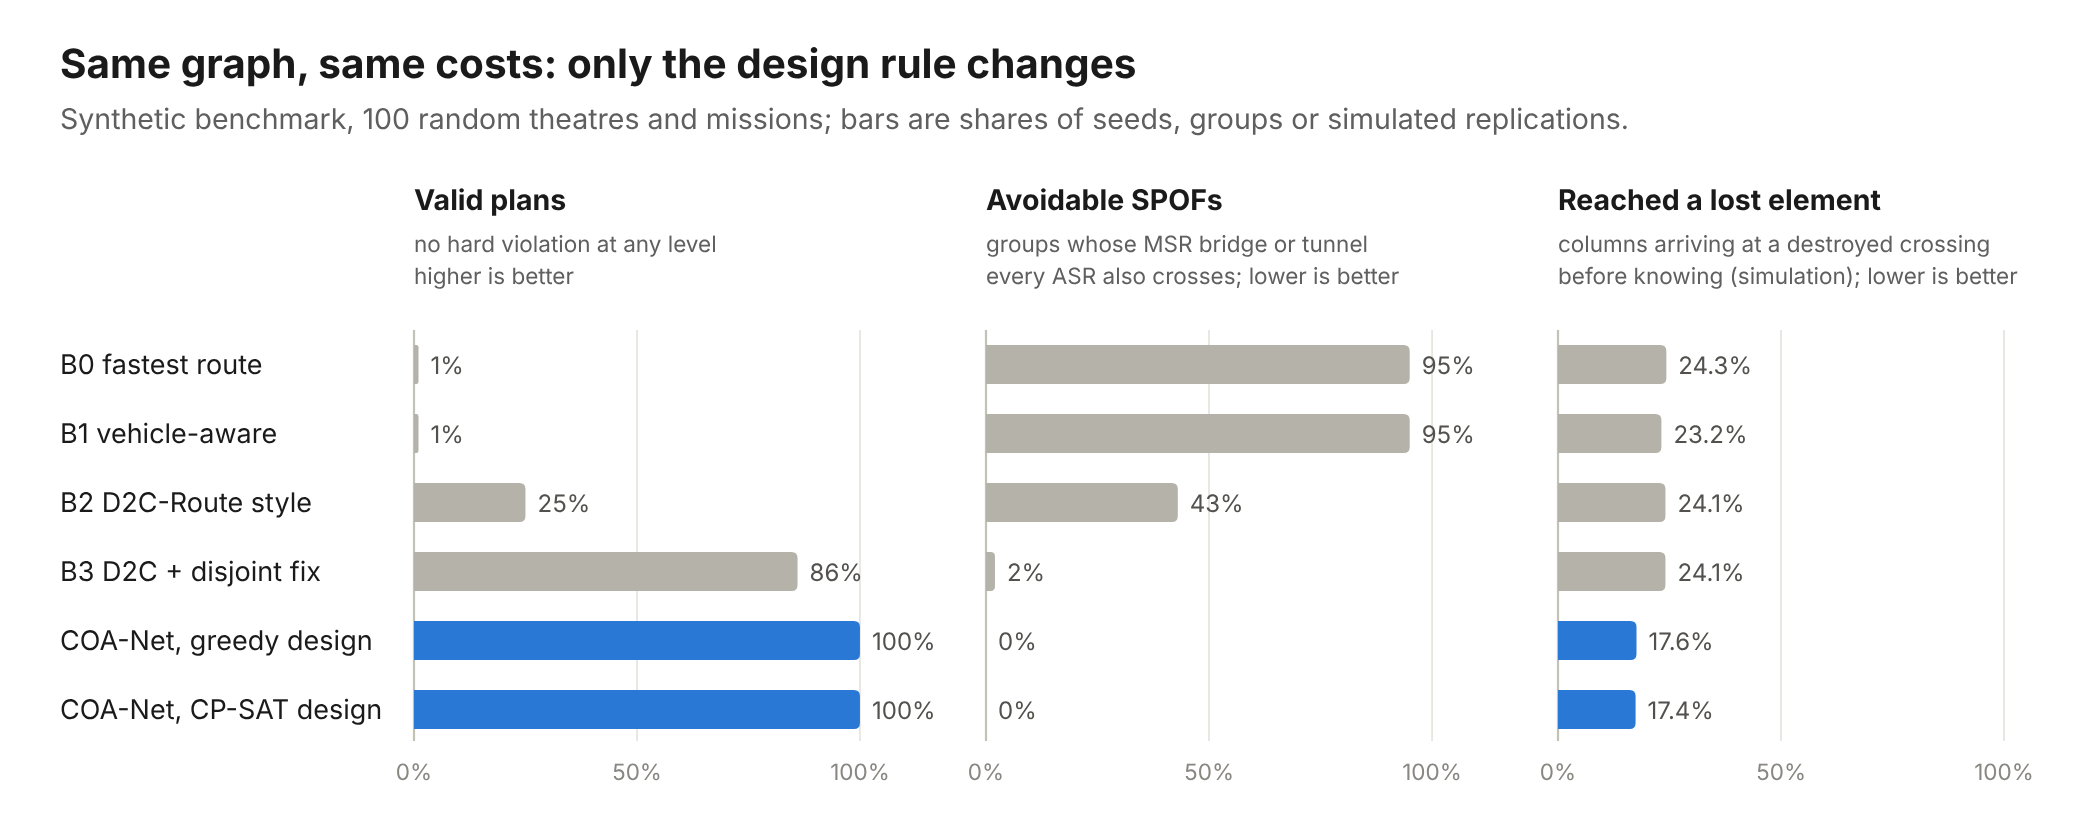 Same graph, same costs: only the design rule changes
Synthetic benchmark, 100 random theatres and missions; bars are shares of seeds, groups or simulated replications.
Valid plans
no hard violation at any level
higher is better
Avoidable SPOFs
groups whose MSR bridge or tunnel
every ASR also crosses; lower is better
Reached a lost element
columns arriving at a destroyed crossing
before knowing (simulation); lower is better
B0 fastest route 1% 95% 24.3%
B1 vehicle-aware 1% 95% 23.2%
B2 D2C-Route style 25% 43% 24.1%
B3 D2C + disjoint fix 86% 2% 24.1%
COA-Net, greedy design 100% 0% 17.6%
COA-Net, CP-SAT design 100% 0% 17.4%
0% 50% 100% 0% 50% 100% 0% 50% 100%